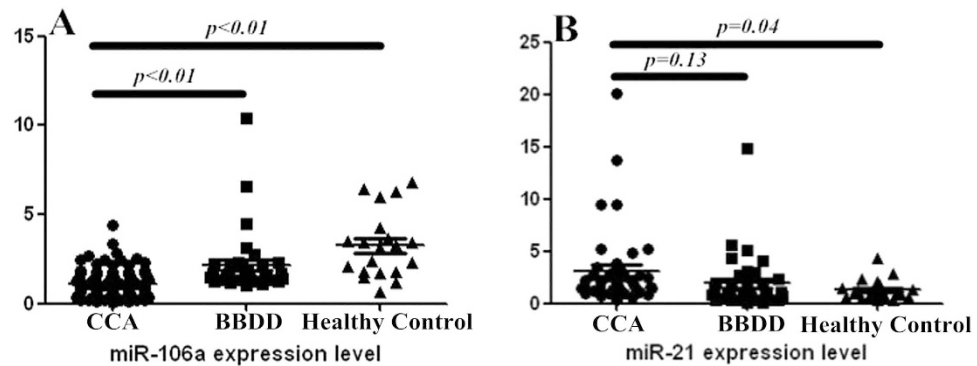 A
p<0.01
p<0.01
15
10
5
0
CCA
BBDD
Healthy Control
miR-106a expression level
B
p=0.04
p=0.13
25
20
15
10
5
0
CCA
BBDD
Healthy Control
miR-21 expression level